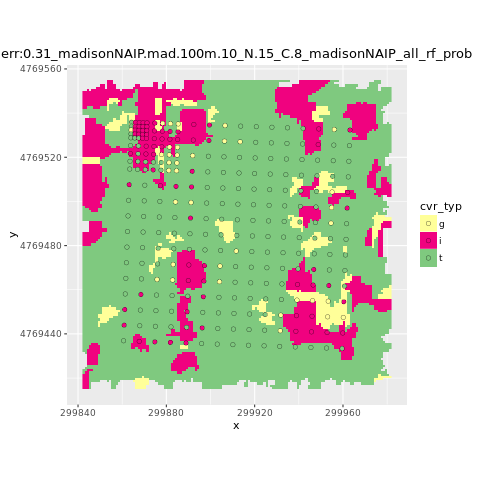 err:0.31_madisonNAIP.mad.100m.10_N.15_C.8_madisonNAIP_all_rf_prob
4769560
4769520
4769480
4769440
y
299840 299880 299920 299960
x
cvr_typ
g
i
t